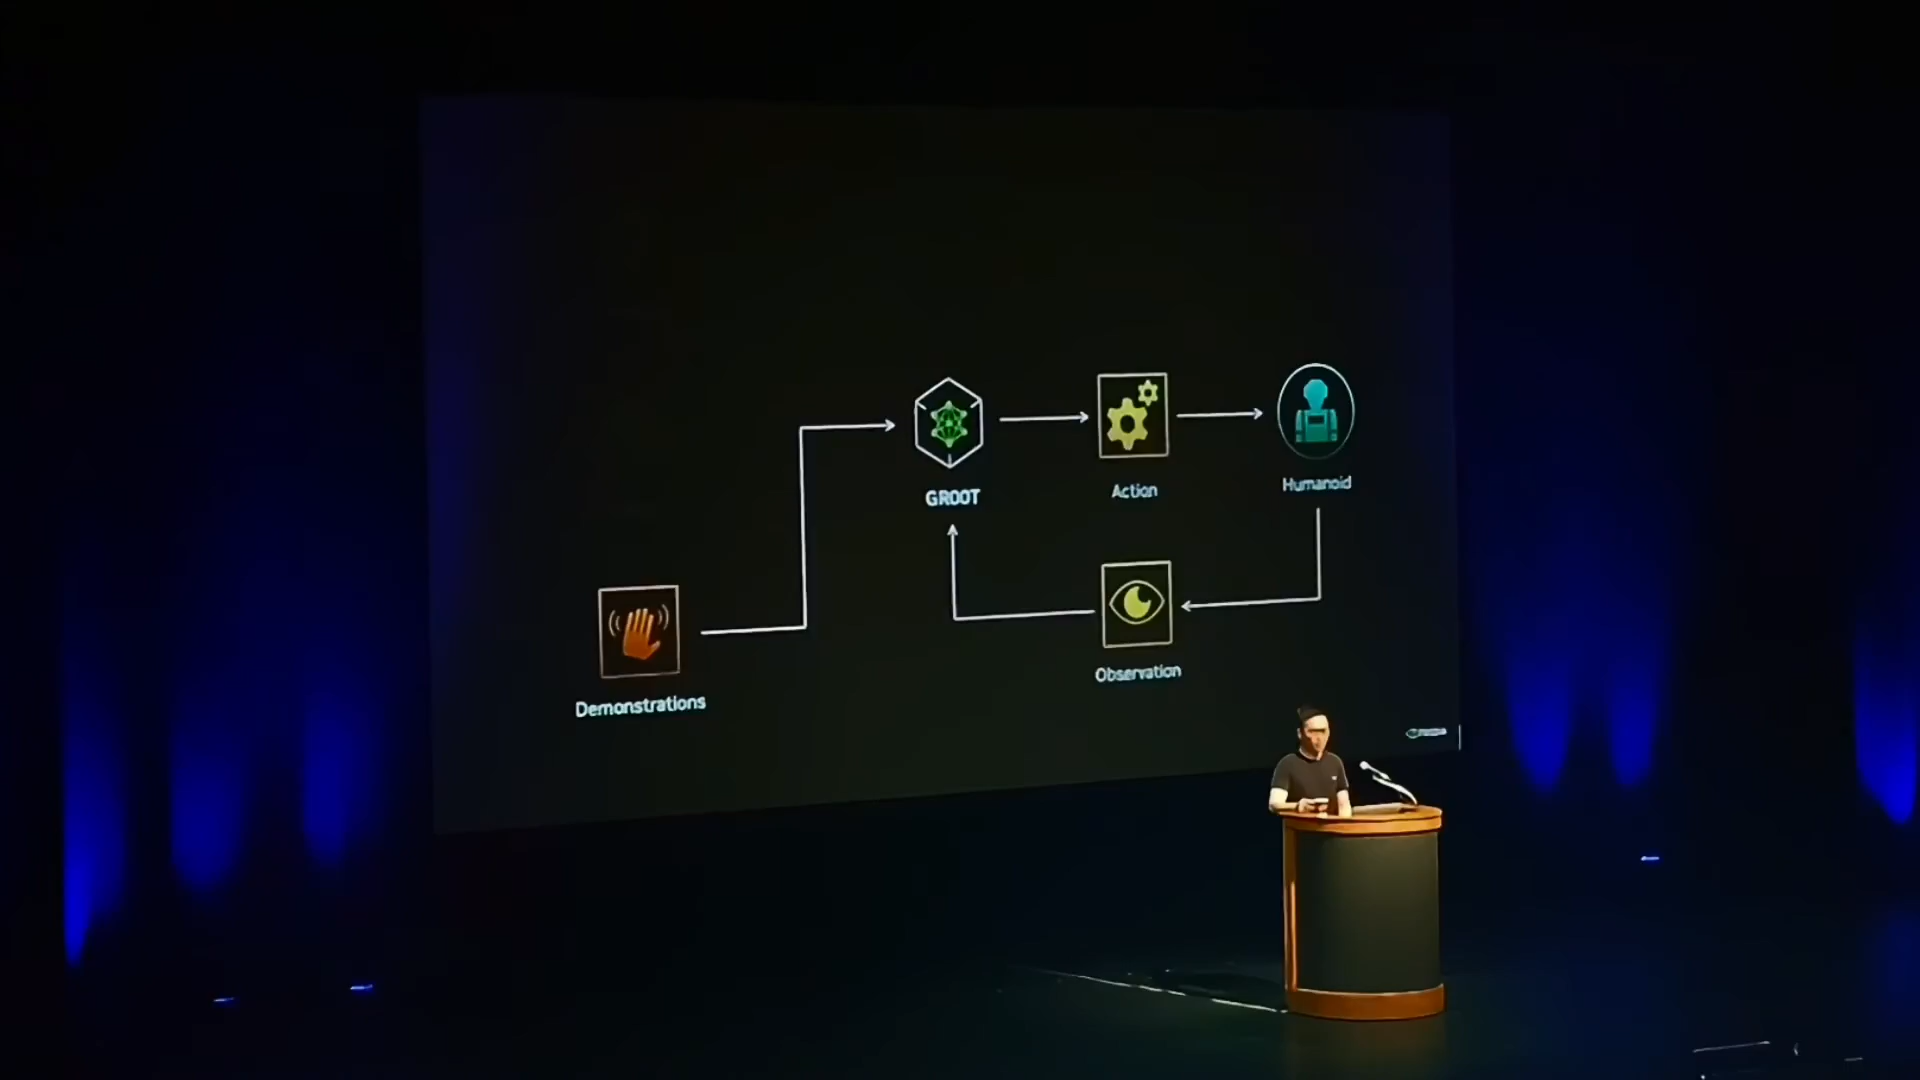 GROOT
Action
Humanoid
Observation
Demonstrations